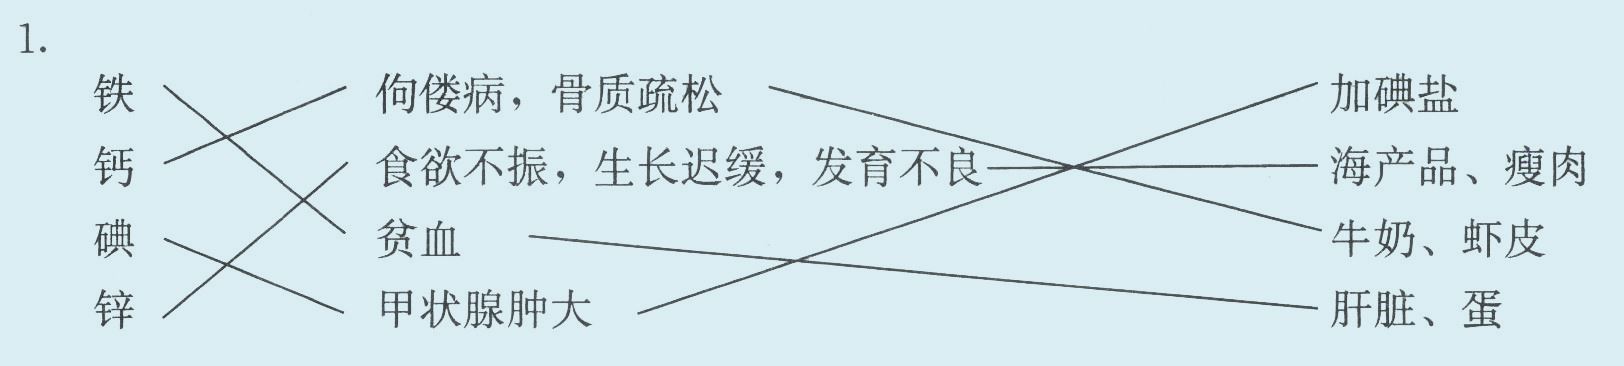 1.
铁 佝偻病，骨质疏松 加碘盐
钙 食欲不振，生长迟缓，发育不良 海产品、瘦肉
碘 贫血 牛奶、虾皮
锌 甲状腺肿大 肝脏、蛋